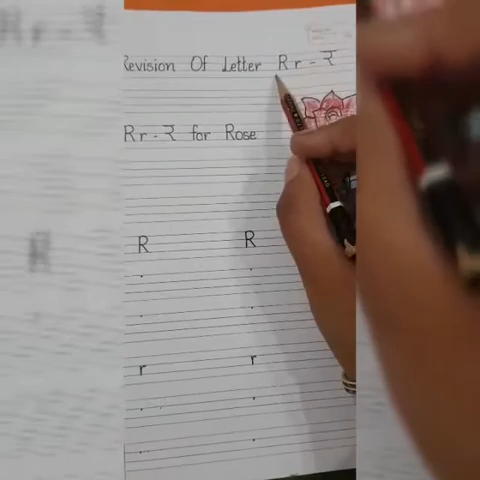 Revision Of Letter R r - र
R r - र for Rose
R R
r r